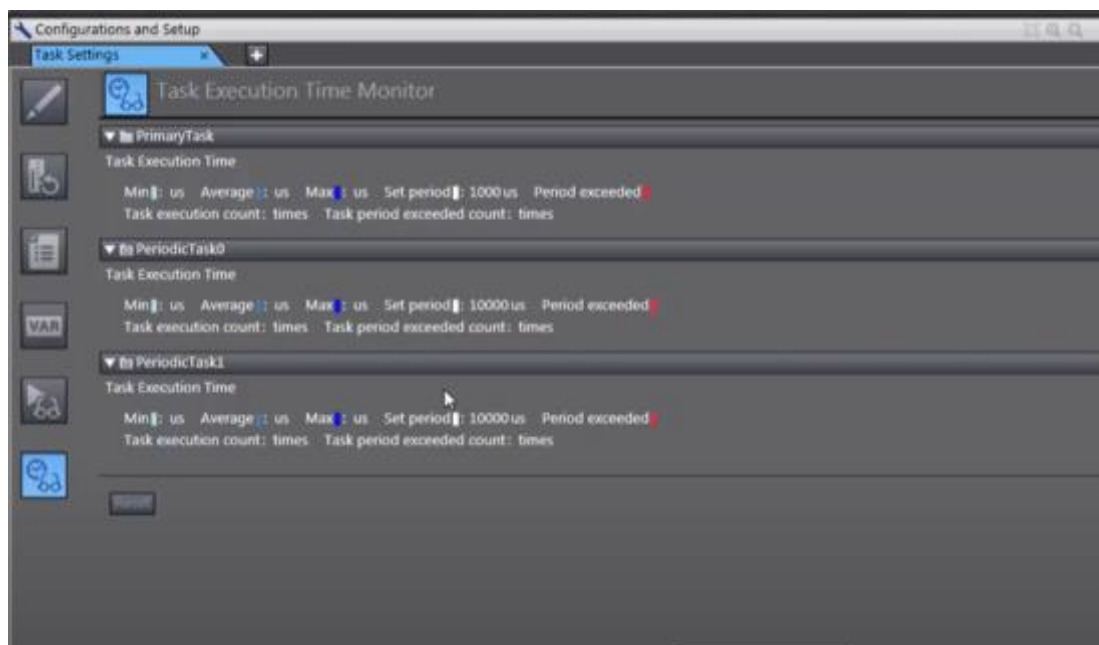 Configurations and Setup
Task Settings
Task Execution Time Monitor
PrimaryTask
Task Execution Time
Min : us Average : us Max : us Set period : 1000 us Period exceeded
Task execution count: times Task period exceeded count: times
PeriodicTask0
Task Execution Time
Min : us Average : us Max : us Set period : 10000 us Period exceeded
Task execution count: times Task period exceeded count: times
VAR
PeriodicTask1
Task Execution Time
Min : us Average : us Max : us Set period : 10000 us Period exceeded
Task execution count: times Task period exceeded count: times